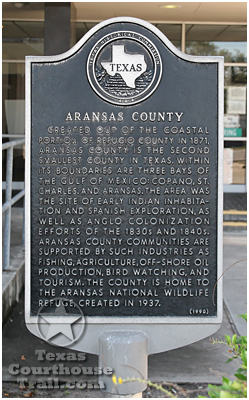 TEXAS HISTORICAL COMMISSION
TEXAS
ARANSAS COUNTY
CREATED OUT OF THE COASTAL
PORTION OF REFUGIO COUNTY IN 1871,
ARANSAS COUNTY IS THE SECOND
SMALLEST COUNTY IN TEXAS. WITHIN
ITS BOUNDARIES ARE THREE BAYS OF
THE GULF OF MEXICO: COPANO, ST.
CHARLES, AND ARANSAS. THE AREA WAS
THE SITE OF EARLY INDIAN INHABITA-
TION AND SPANISH EXPLORATION, AS
WELL AS ANGLO COLONIZATION
EFFORTS OF THE 1830s AND 1840s.
ARANSAS COUNTY COMMUNITIES ARE
SUPPORTED BY SUCH INDUSTRIES AS
FISHING, AGRICULTURE, OFF-SHORE OIL
PRODUCTION, BIRD WATCHING, AND
TOURISM. THE COUNTY IS HOME TO
THE ARANSAS NATIONAL WILDLIFE
REFUGE, CREATED IN 1937.
(1990)
Texas
Courthouse
Trail.com